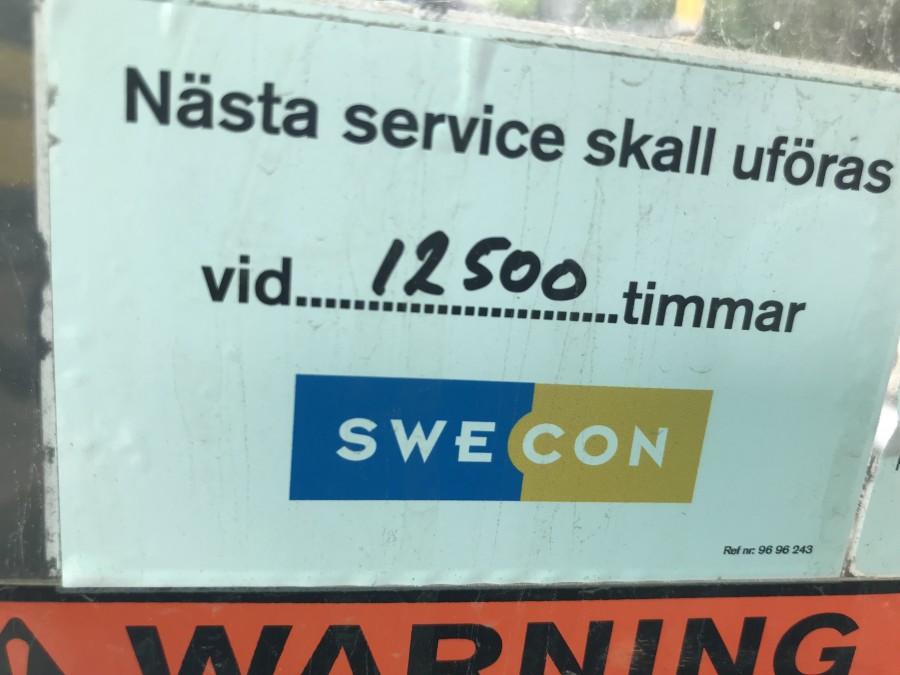 Nästa service skall uföras
vid......12500......timmar
SWECON
Ref nr: 96 96 243
WARNING